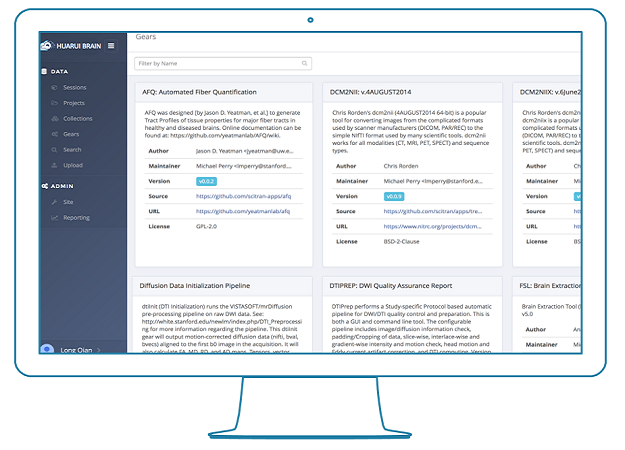 Gears
HUARUI BRAIN
DATA
Sessions
Projects
Collections
Gears
Search
Upload
ADMIN
Site
Reporting
Long Qian
Filter by Name
AFQ: Automated Fiber Quantification
AFQ was designed [by Jason D. Yeatman, et al.] to generate
Tract Profiles of tissue properties for major fiber tracts in
healthy and diseased brains. Online documentation can be
found at: https://github.com/yeatmanlab/AFQ/wiki.
Author Jason D. Yeatman <jyeatman@uw.e...
Maintainer Michael Perry <lmperry@stanford....
Version v0.0.2
Source https://github.com/scitran-apps/afq
URL https://github.com/yeatmanlab/afq
License GPL-2.0
DCM2NII: v.4AUGUST2014
Chris Rorden's dcm2nii (4AUGUST2014 64-bit) is a popular
tool for converting images from the complicated formats
used by scanner manufacturers (DICOM, PAR/REC) to the
simple NIfTI format used by many scientific tools. dcm2nii
works for all modalities (CT, MRI, PET, SPECT) and sequence
types.
Author Chris Rorden
Maintainer Michael Perry <lmperry@stanford.e...
Version v0.0.9
Source https://github.com/scitran/apps/tre...
URL https://www.nitrc.org/projects/dcm...
License BSD-2-Clause
DCM2NIIX: v.6June2
Chris Rorden's
dcm2niix is a popu
complicated formats
(DICOM, PAR/REC) to
scientific tools. dcm2n
PET, SPECT) and sequ
Author Ch
Maintainer Mi
Version v
Source htt
URL htt
License BS
Diffusion Data Initialization Pipeline
dtiInit (DTI Initialization) runs the VISTASOFT/mrDiffusion
pre-processing pipeline on raw DWI data. See:
http://white.stanford.edu/newlm/index.php/DTI_Preprocessing
for more information regarding the pipeline. This dtiInit
gear will output motion-corrected diffusion data (nifti, bval,
bvecs) aligned to the first b0 image in the acquisition. It will
also calculate FA, MD, RD, and AD maps. Tensors, vector
DTIPREP: DWI Quality Assurance Report
DTIPrep performs a Study-specific Protocol based automatic
pipeline for DWI/DTI quality control and preparation. This is
both a GUI and command line tool. The configurable
pipeline includes image/diffusion information check,
padding/Cropping of data, slice-wise, interlace-wise and
gradient-wise intensity and motion check, head motion and
Eddy current artifact correction, and DTI computing. Version
FSL: Brain Extraction
Brain Extraction Tool (
v5.0
Author An
Maintainer Mi